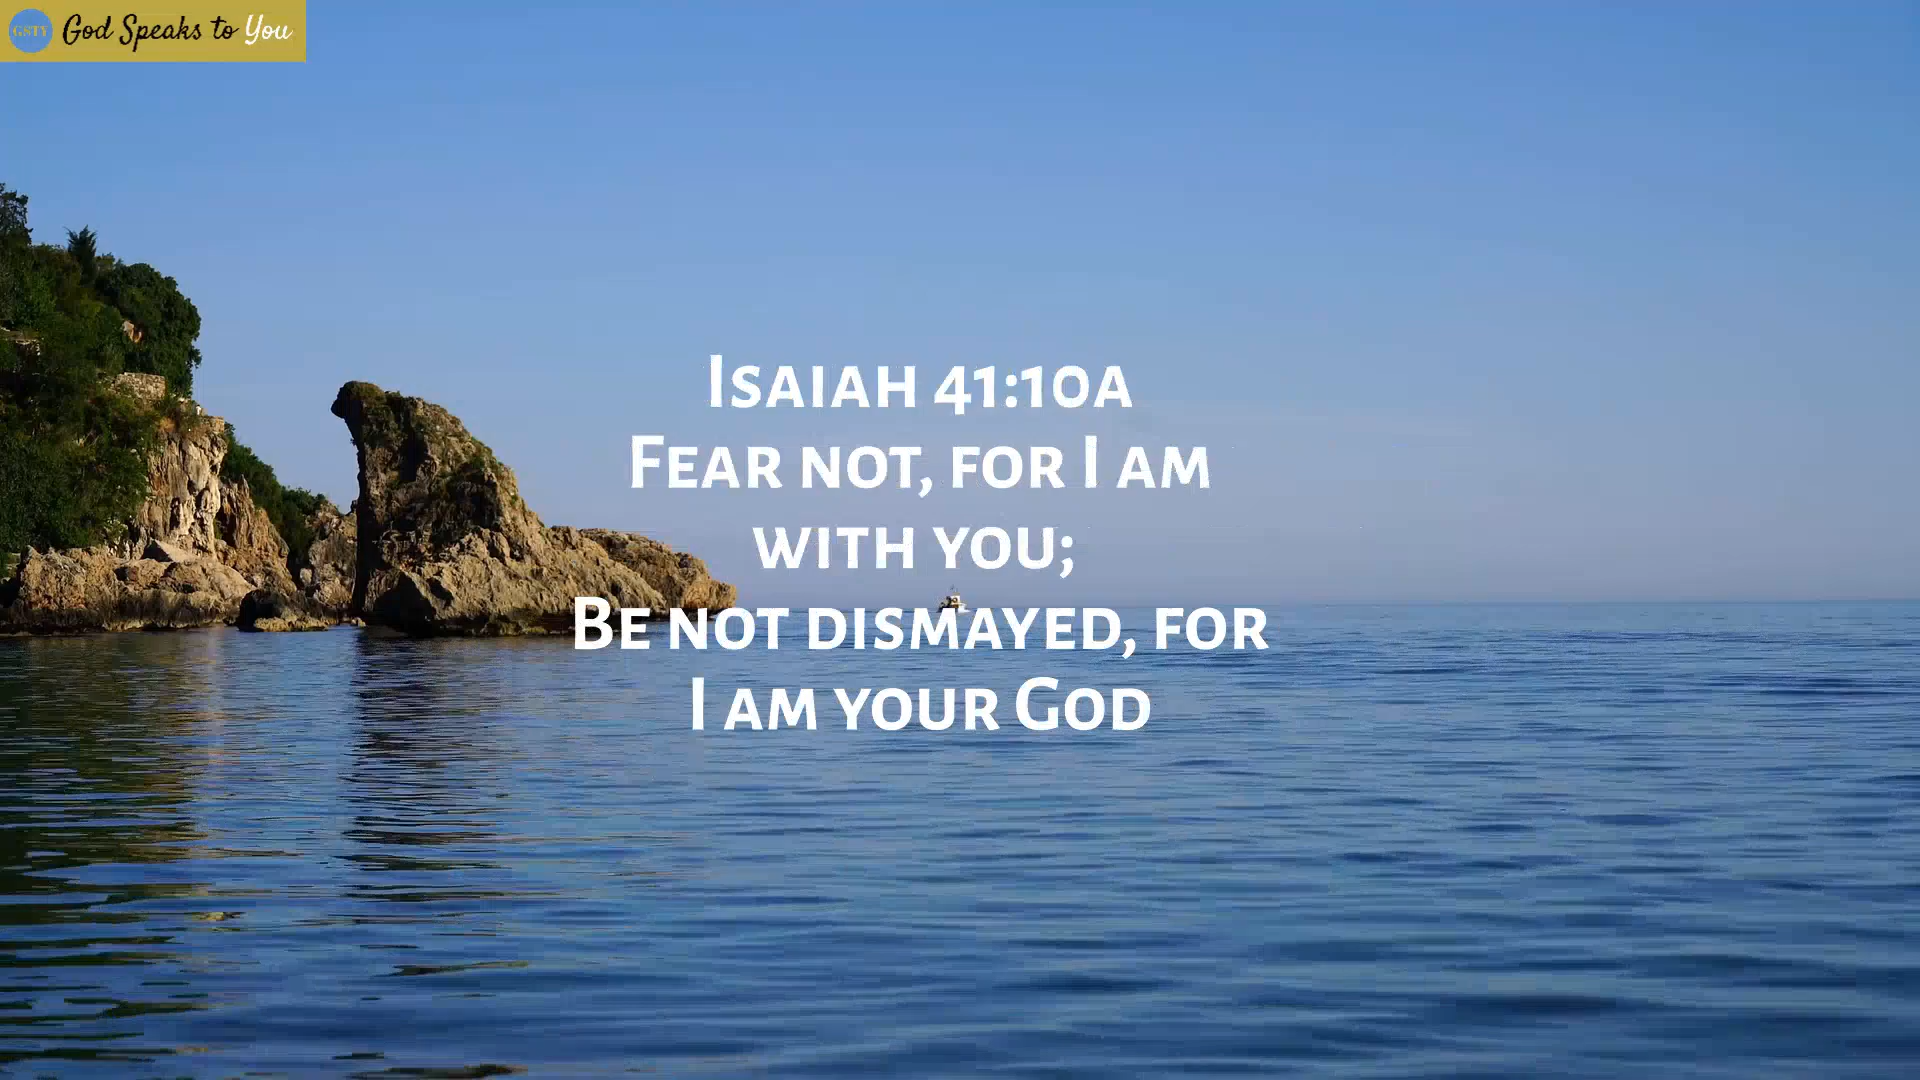 GSTY God Speaks to You
Isaiah 41:10a
Fear not, for I am
with you;
Be not dismayed, for
I am your God